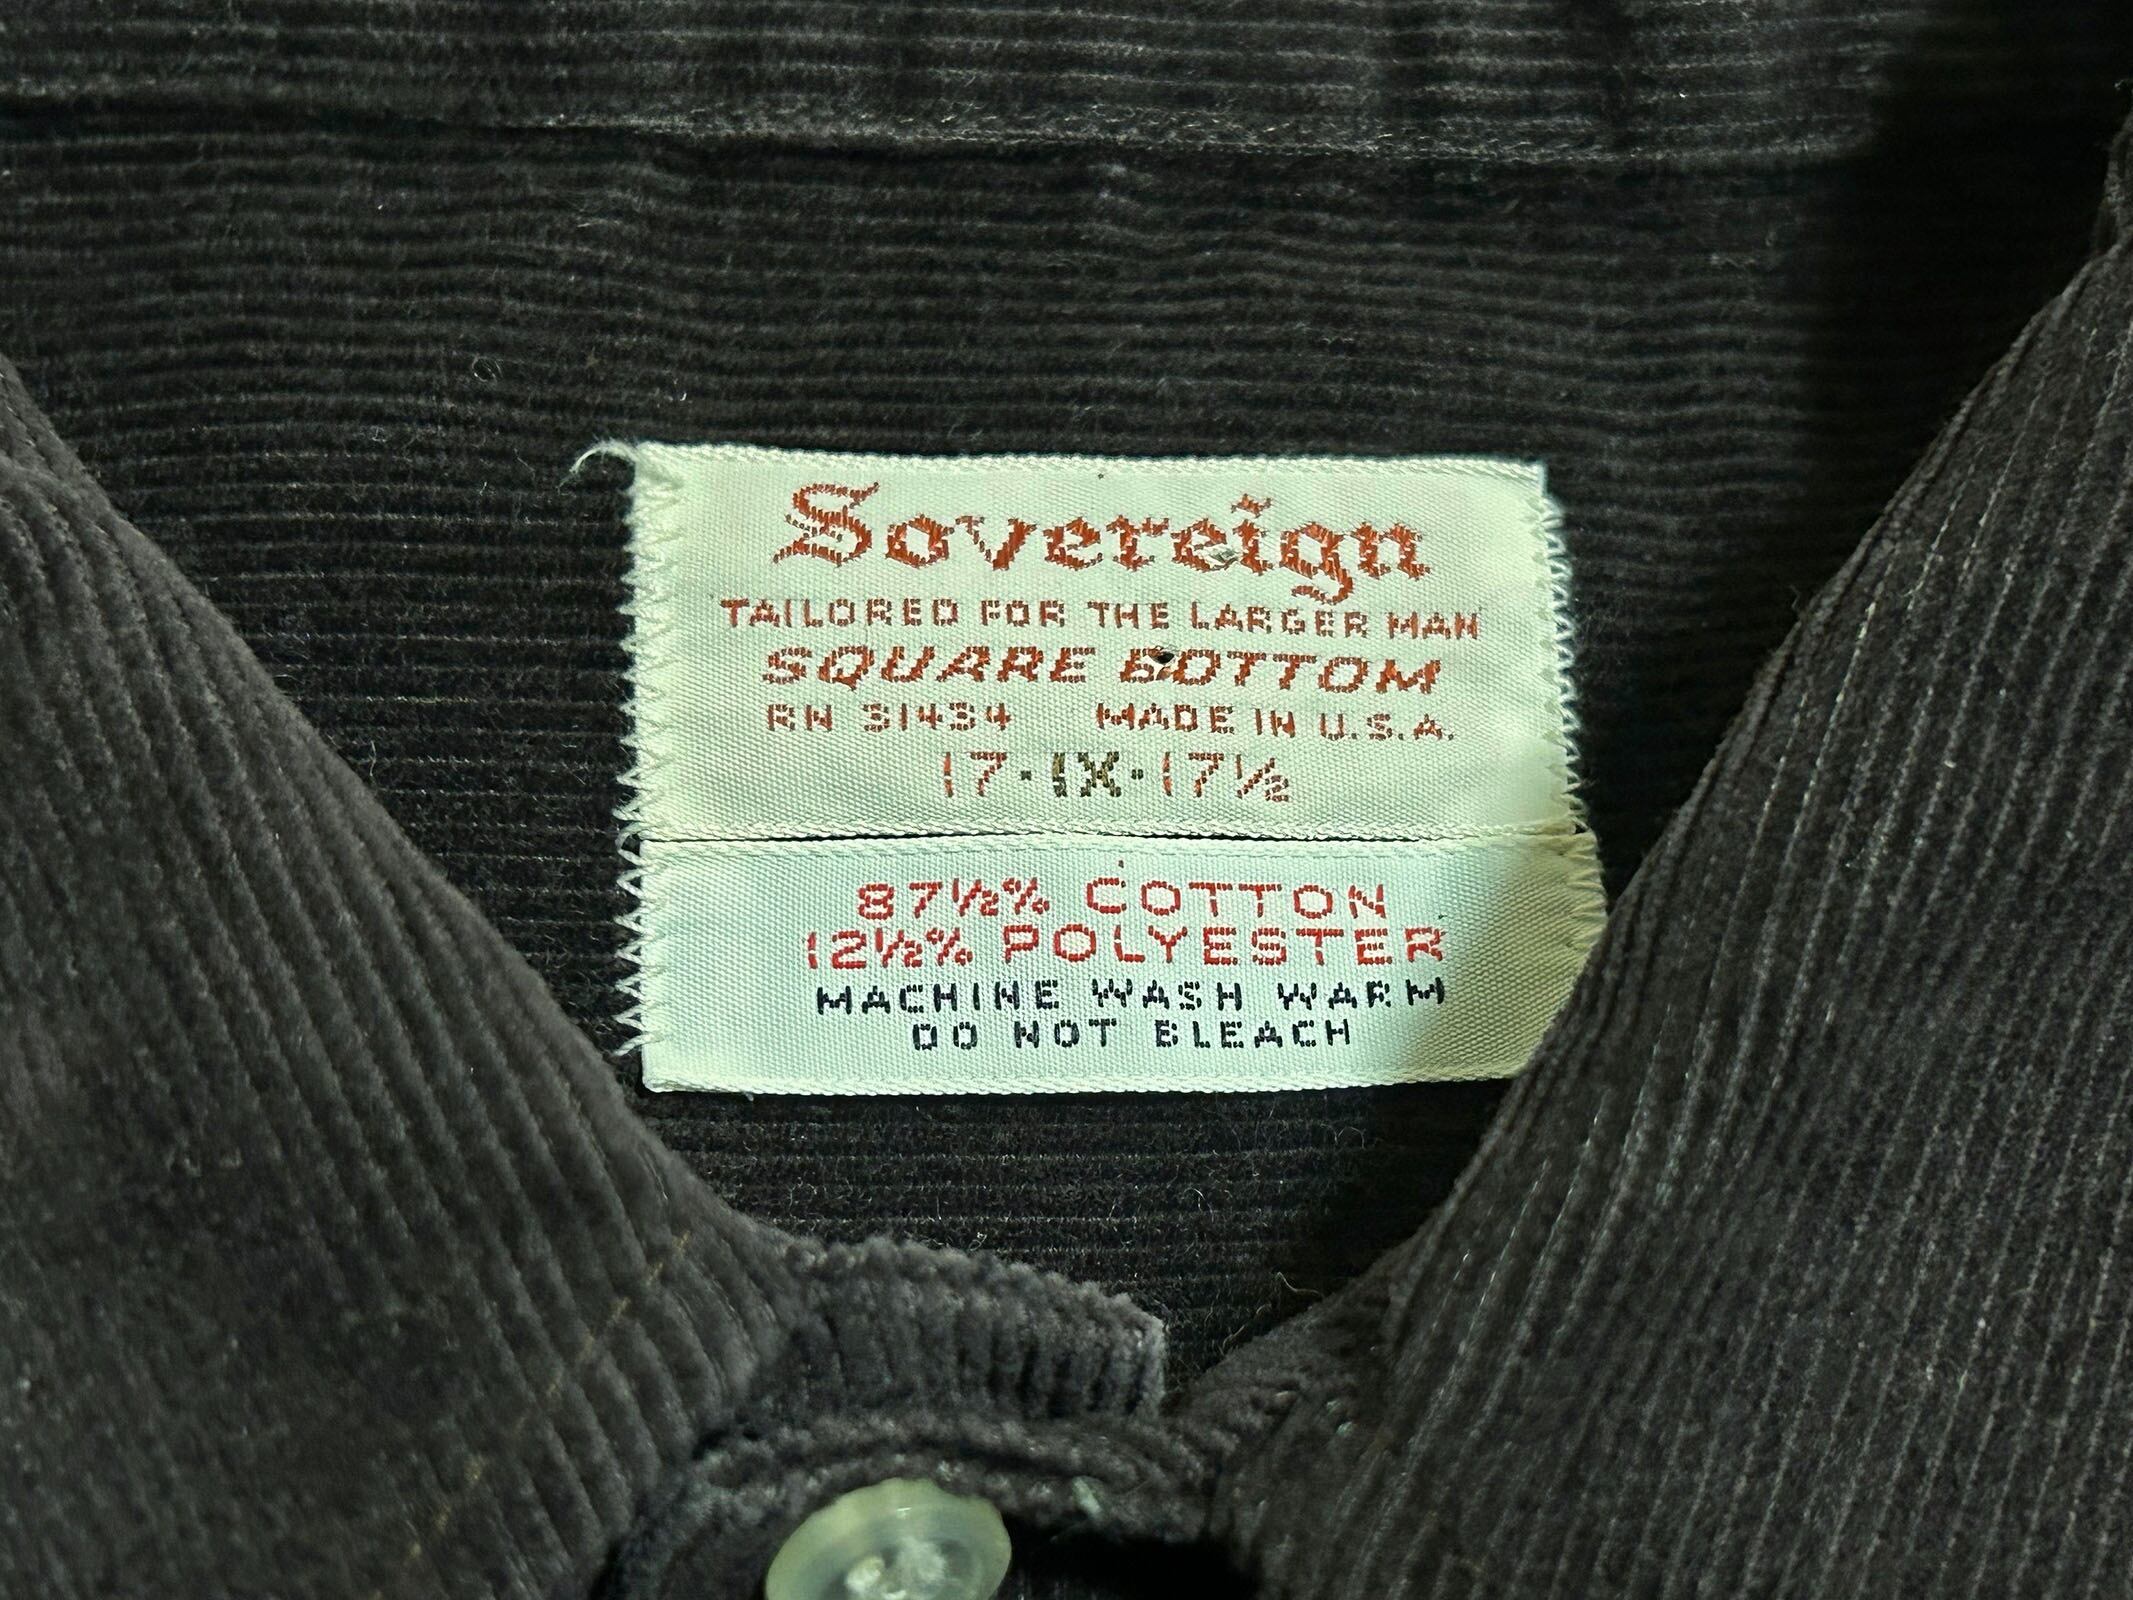 Sovereign
TAILORED FOR THE LARGER MAN
SQUARE BOTTOM
RN 31434 MADE IN U.S.A.
17·1X·17½
87½% COTTON
12½% POLYESTER
MACHINE WASH WARM
DO NOT BLEACH